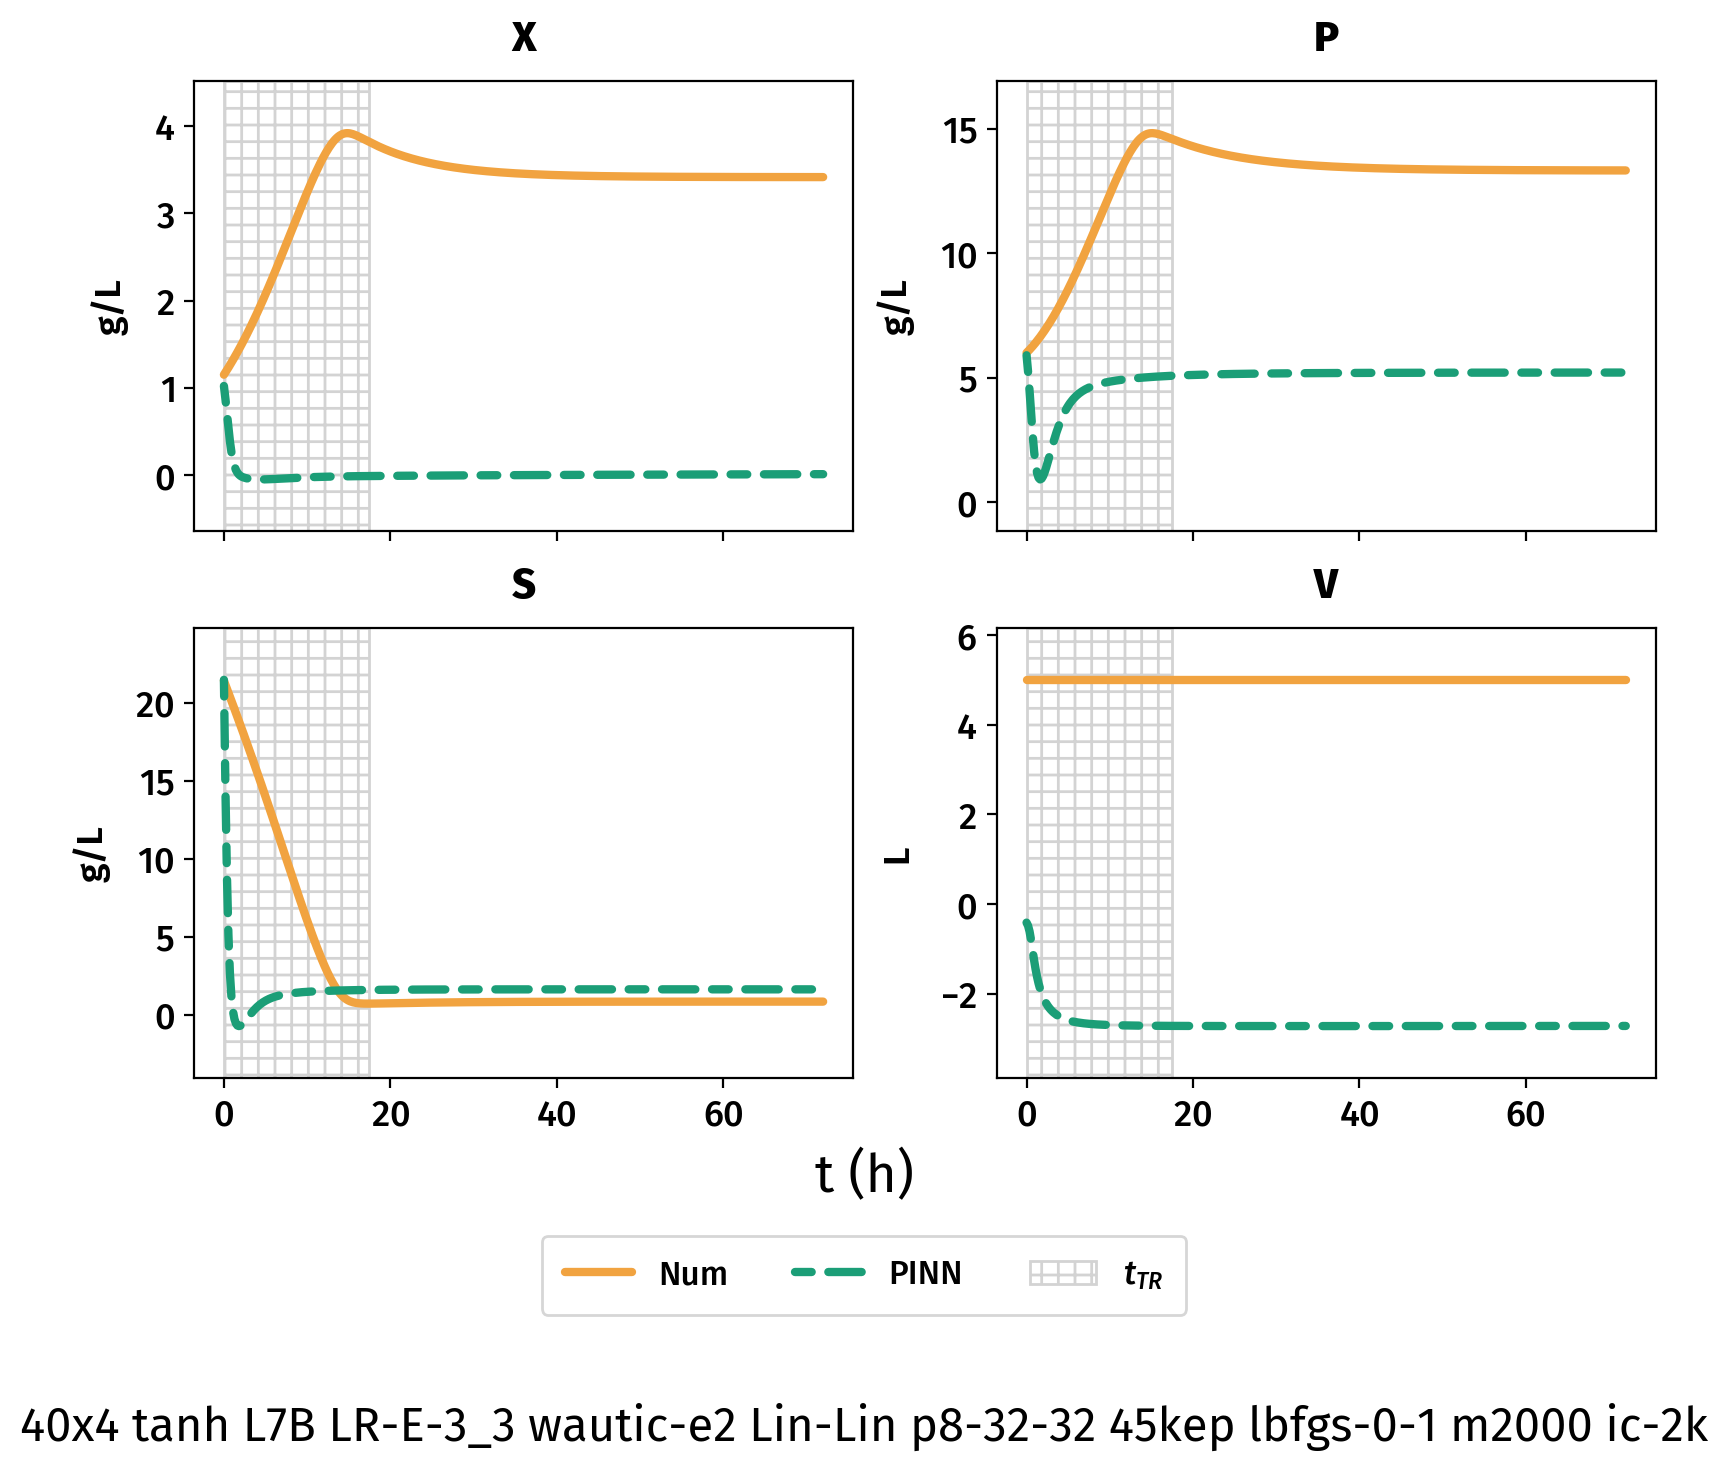 X
P
4
3
2
1
0
g/L
15
10
5
0
g/L
S
V
20
15
10
5
0
g/L
6
4
2
0
−2
L
0 20 40 60
0 20 40 60
t (h)
Num PINN tTR
40x4 tanh L7B LR-E-3_3 wautic-e2 Lin-Lin p8-32-32 45kep lbfgs-0-1 m2000 ic-2k